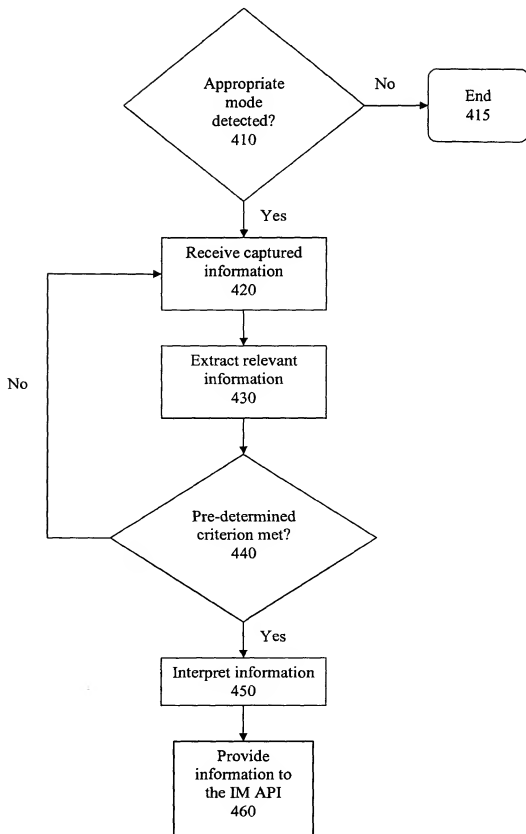 Appropriate
mode
detected?
410
No
End
415
Yes
Receive captured
information
420
Extract relevant
information
430
No
Pre-determined
criterion met?
440
Yes
Interpret information
450
Provide
information to
the IM API
460